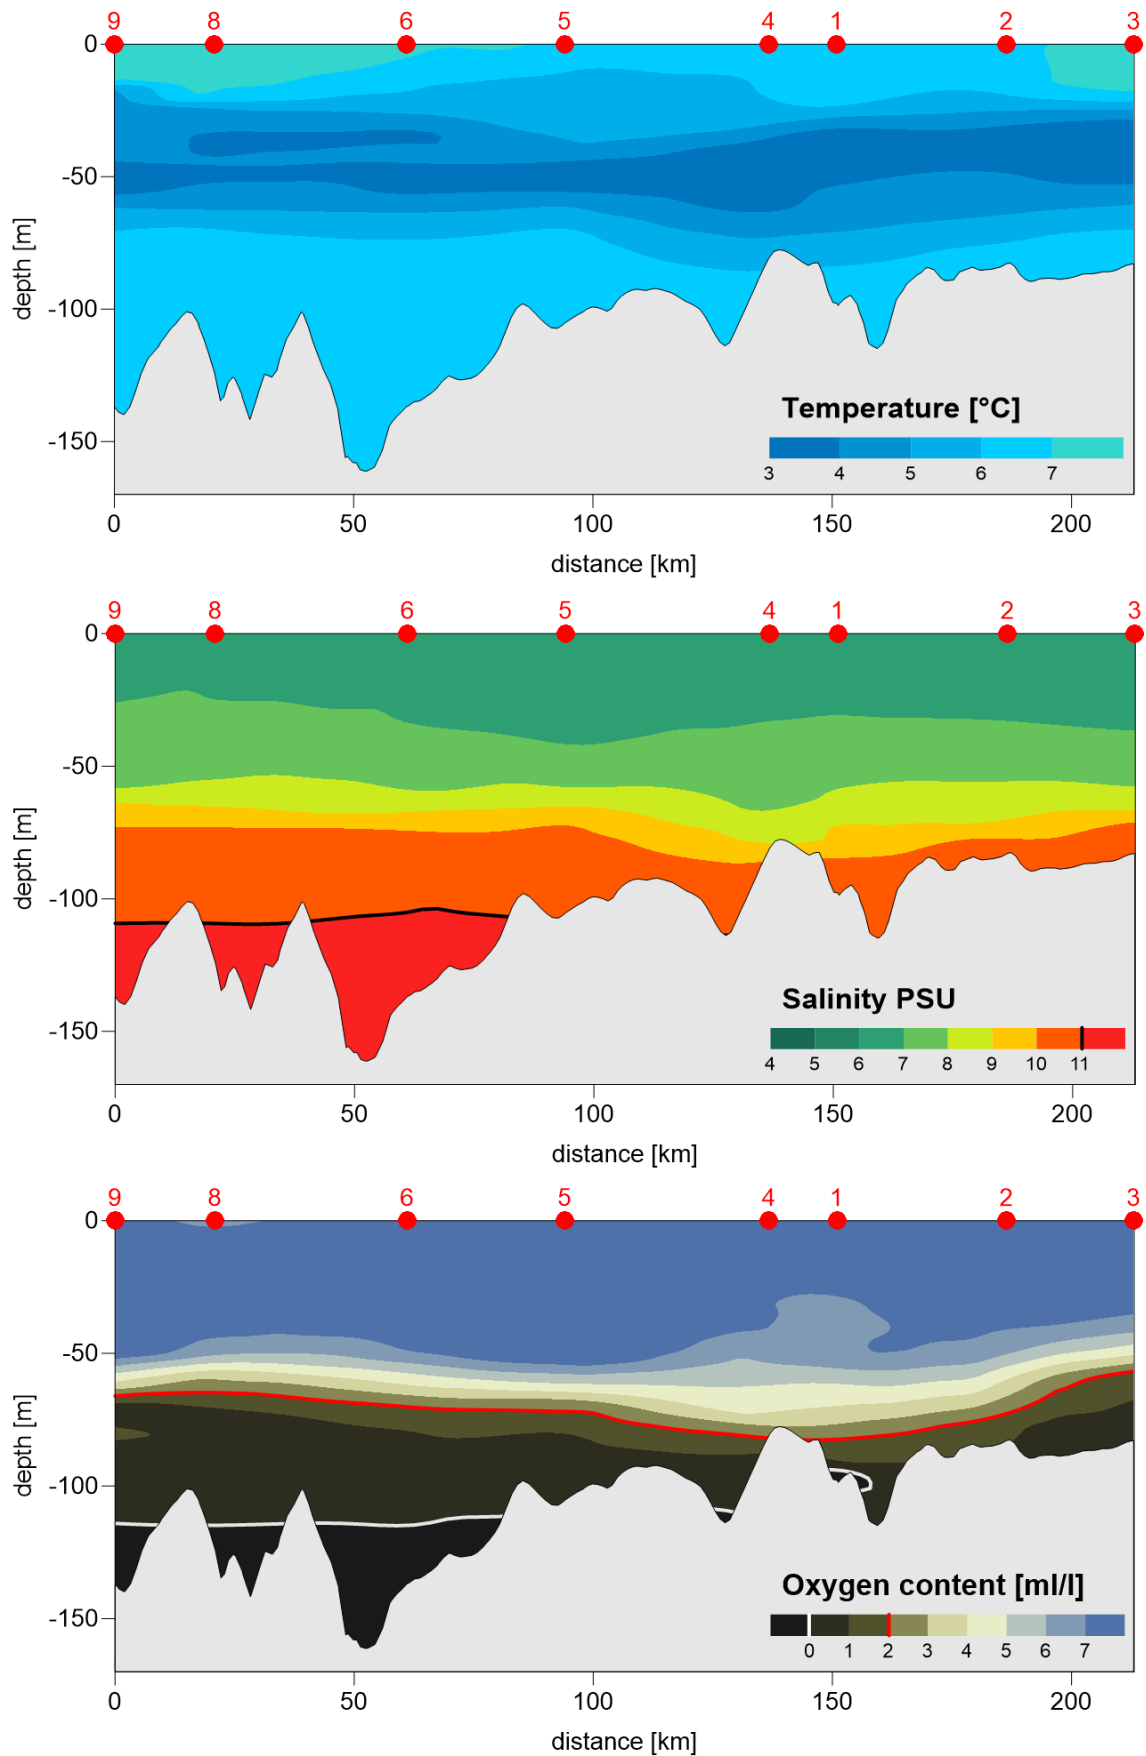 9 8 6 5 4 1 2 3
0
-50
-100
-150
depth [m]
Temperature [°C]
3 4 5 6 7
0 50 100 150 200
distance [km]
9 8 6 5 4 1 2 3
0
-50
-100
-150
depth [m]
Salinity PSU
4 5 6 7 8 9 10 11
0 50 100 150 200
distance [km]
9 8 6 5 4 1 2 3
0
-50
-100
-150
depth [m]
Oxygen content [ml/l]
0 1 2 3 4 5 6 7
0 50 100 150 200
distance [km]